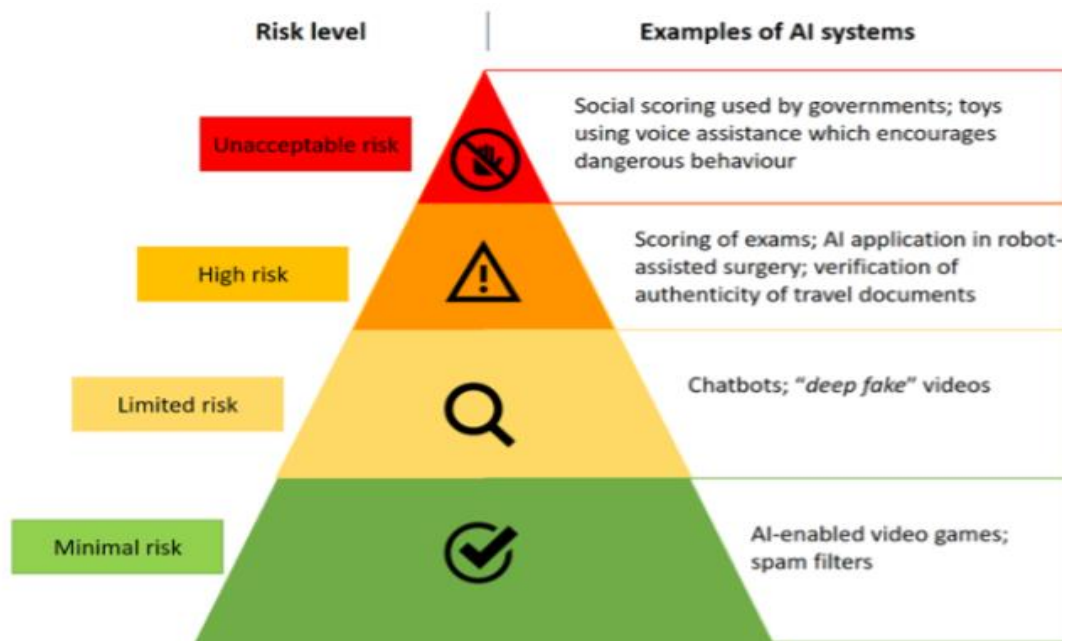 Risk level
Examples of AI systems
Unacceptable risk
Social scoring used by governments; toys
using voice assistance which encourages
dangerous behaviour
High risk
Scoring of exams; AI application in robot-
assisted surgery; verification of
authenticity of travel documents
Limited risk
Chatbots; “deep fake” videos
Minimal risk
AI-enabled video games;
spam filters